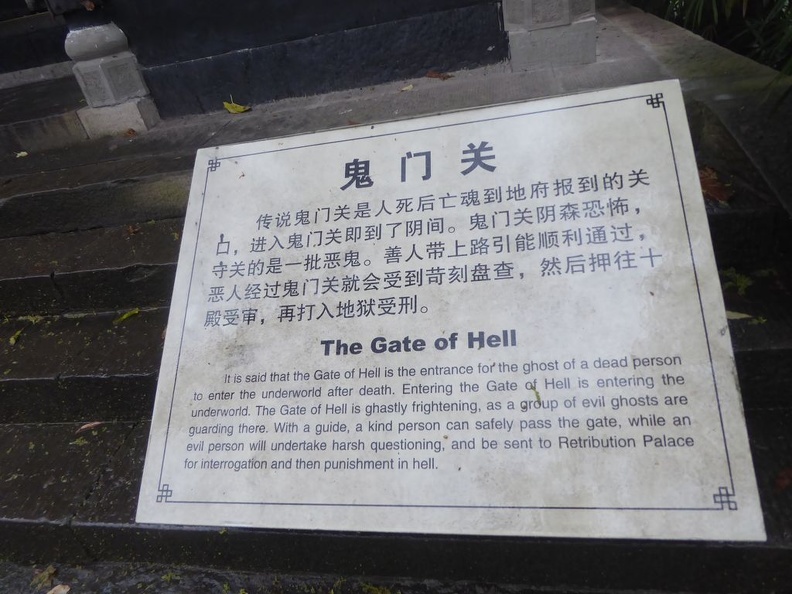 鬼门关
传说鬼门关是人死后亡魂到地府报到的关
口，进入鬼门关即到了阴间。鬼门关阴森恐怖，
守关的是一批恶鬼。善人带上路引能顺利通过，
恶人经过鬼门关就会受到苛刻盘查，然后押往十
殿受审，再打入地狱受刑。
The Gate of Hell
It is said that the Gate of Hell is the entrance for the ghost of a dead person
to enter the underworld after death. Entering the Gate of Hell is entering the
underworld. The Gate of Hell is ghastly frightening, as a group of evil ghosts are
guarding there. With a guide, a kind person can safely pass the gate, while an
evil person will undertake harsh questioning, and be sent to Retribution Palace
for interrogation and then punishment in hell.